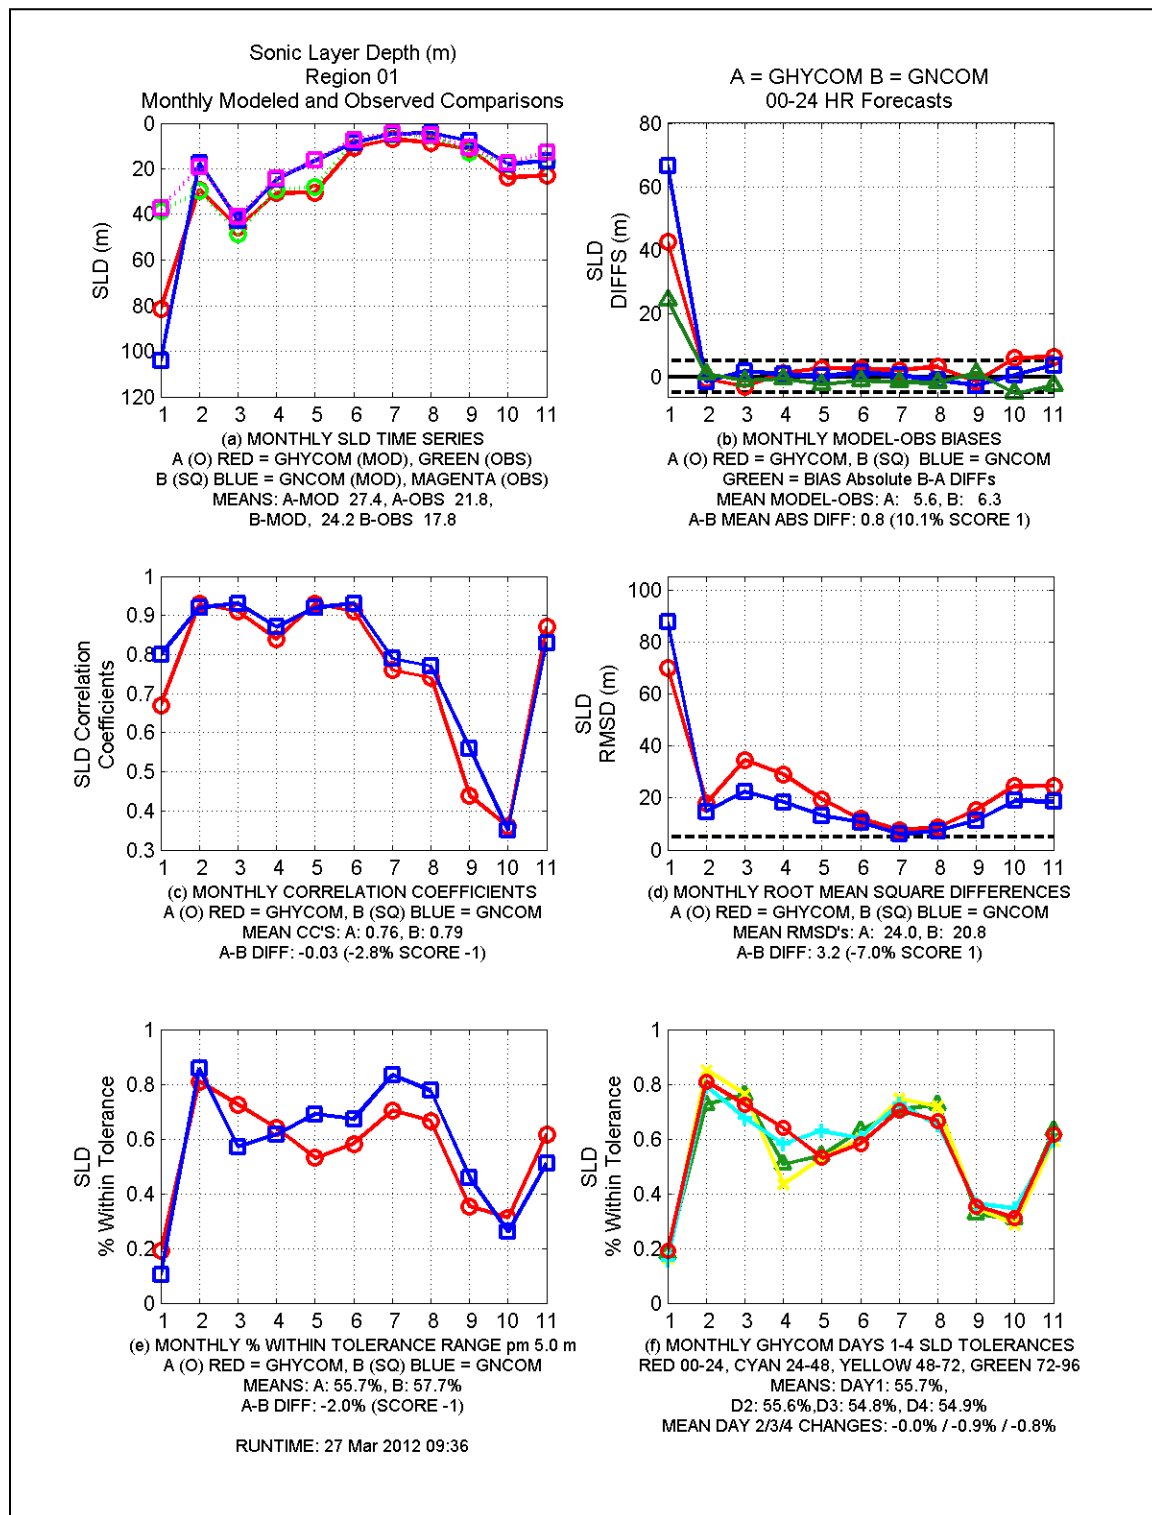 Sonic Layer Depth (m)
Region 01
Monthly Modeled and Observed Comparisons
A = GHYCOM B = GNCOM
00-24 HR Forecasts
0
20
40
60
80
100
120
SLD (m)
1 2 3 4 5 6 7 8 9 10 11
(a) MONTHLY SLD TIME SERIES
A (O) RED = GHYCOM (MOD), GREEN (OBS)
B (SQ) BLUE = GNCOM (MOD), MAGENTA (OBS)
MEANS: A-MOD 27.4, A-OBS 21.8,
B-MOD, 24.2 B-OBS 17.8
80
60
40
20
0
SLD
DIFFS (m)
1 2 3 4 5 6 7 8 9 10 11
(b) MONTHLY MODEL-OBS BIASES
A (O) RED = GHYCOM, B (SQ) BLUE = GNCOM
GREEN = BIAS Absolute B-A DIFFs
MEAN MODEL-OBS: A: 5.6, B: 6.3
A-B MEAN ABS DIFF: 0.8 (10.1% SCORE 1)
1
0.9
0.8
0.7
0.6
0.5
0.4
0.3
SLD Correlation
Coefficients
1 2 3 4 5 6 7 8 9 10 11
(c) MONTHLY CORRELATION COEFFICIENTS
A (O) RED = GHYCOM, B (SQ) BLUE = GNCOM
MEAN CC'S: A: 0.76, B: 0.79
A-B DIFF: -0.03 (-2.8% SCORE -1)
100
80
60
40
20
0
SLD
RMSD (m)
1 2 3 4 5 6 7 8 9 10 11
(d) MONTHLY ROOT MEAN SQUARE DIFFERENCES
A (O) RED = GHYCOM, B (SQ) BLUE = GNCOM
MEAN RMSD's: A: 24.0, B: 20.8
A-B DIFF: 3.2 (-7.0% SCORE 1)
1
0.8
0.6
0.4
0.2
0
SLD
% Within Tolerance
1 2 3 4 5 6 7 8 9 10 11
(e) MONTHLY % WITHIN TOLERANCE RANGE pm 5.0 m
A (O) RED = GHYCOM, B (SQ) BLUE = GNCOM
MEANS: A: 55.7%, B: 57.7%
A-B DIFF: -2.0% (SCORE -1)
RUNTIME: 27 Mar 2012 09:36
1
0.8
0.6
0.4
0.2
0
SLD
% Within Tolerance
1 2 3 4 5 6 7 8 9 10 11
(f) MONTHLY GHYCOM DAYS 1-4 SLD TOLERANCES
RED 00-24, CYAN 24-48, YELLOW 48-72, GREEN 72-96
MEANS: DAY1: 55.7%,
D2: 55.6%,D3: 54.8%, D4: 54.9%
MEAN DAY 2/3/4 CHANGES: -0.0% / -0.9% / -0.8%